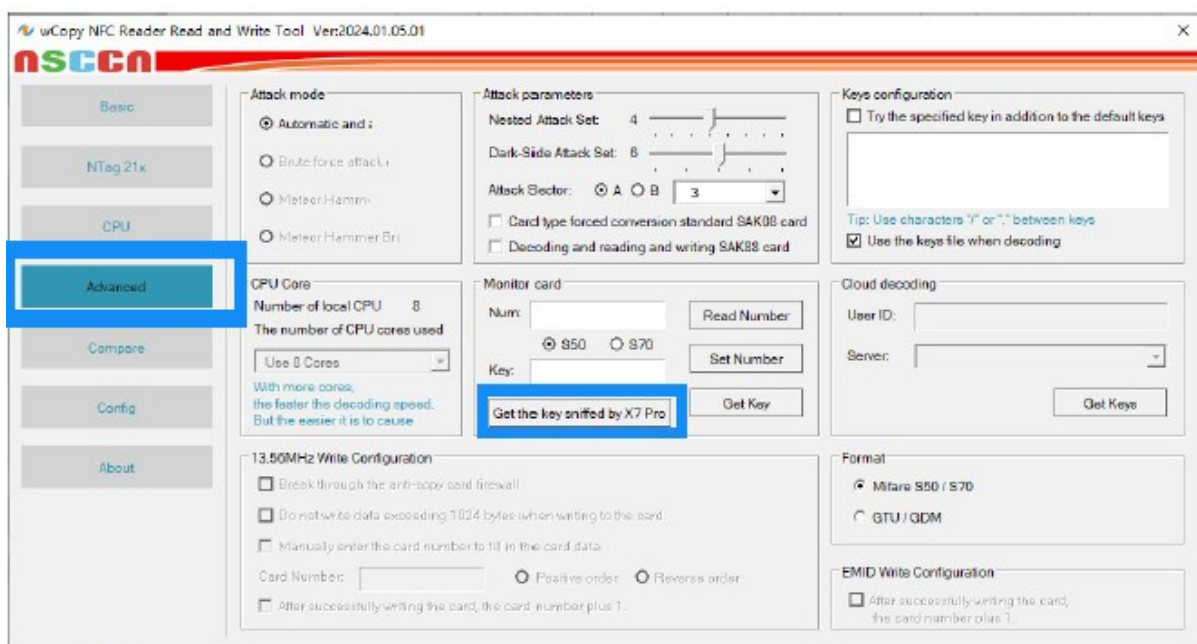 wCopy NFC Reader Read and Write Tool Ver:2024.01.05.01
NSCCN
Basic
NTag 21x
CPU
Advanced
Compare
Config
About
Attack mode
Automatic and
Brute force attack
Meteor Hamm
Meteor Hammer Br
Attack parameters
Nested Attack Set: 4
Dark-Side Attack Set: 6
Attack Sector: A B 3
Card type forced conversion standard SAK08 card
Decoding and reading and writing SAK88 card
Keys configuration
Try the specified key in addition to the default keys
Tip: Use characters "/" or "," between keys
Use the keys file when decoding
CPU Core
Number of local CPU 8
The number of CPU cores used
Use 8 Cores
With more cores,
the faster the decoding speed.
But the easier it is to cause
Monitor card
Num:
Read Number
S50 S70
Set Number
Key:
Get the key sniffed by X7 Pro
Get Key
Cloud decoding
User ID:
Server:
Get Keys
13.56MHz Write Configuration
Break through the anti-copy card firewall
Do not write data exceeding 1024 bytes when writing to the card.
Manually enter the card number to fill in the card data
Card Number: Positive order Reverse order
After successfully writing the card, the card number plus 1.
Format
Mifare S50 / S70
GTU / GDM
EMID Write Configuration
After successfully writing the card,
the card number plus 1.